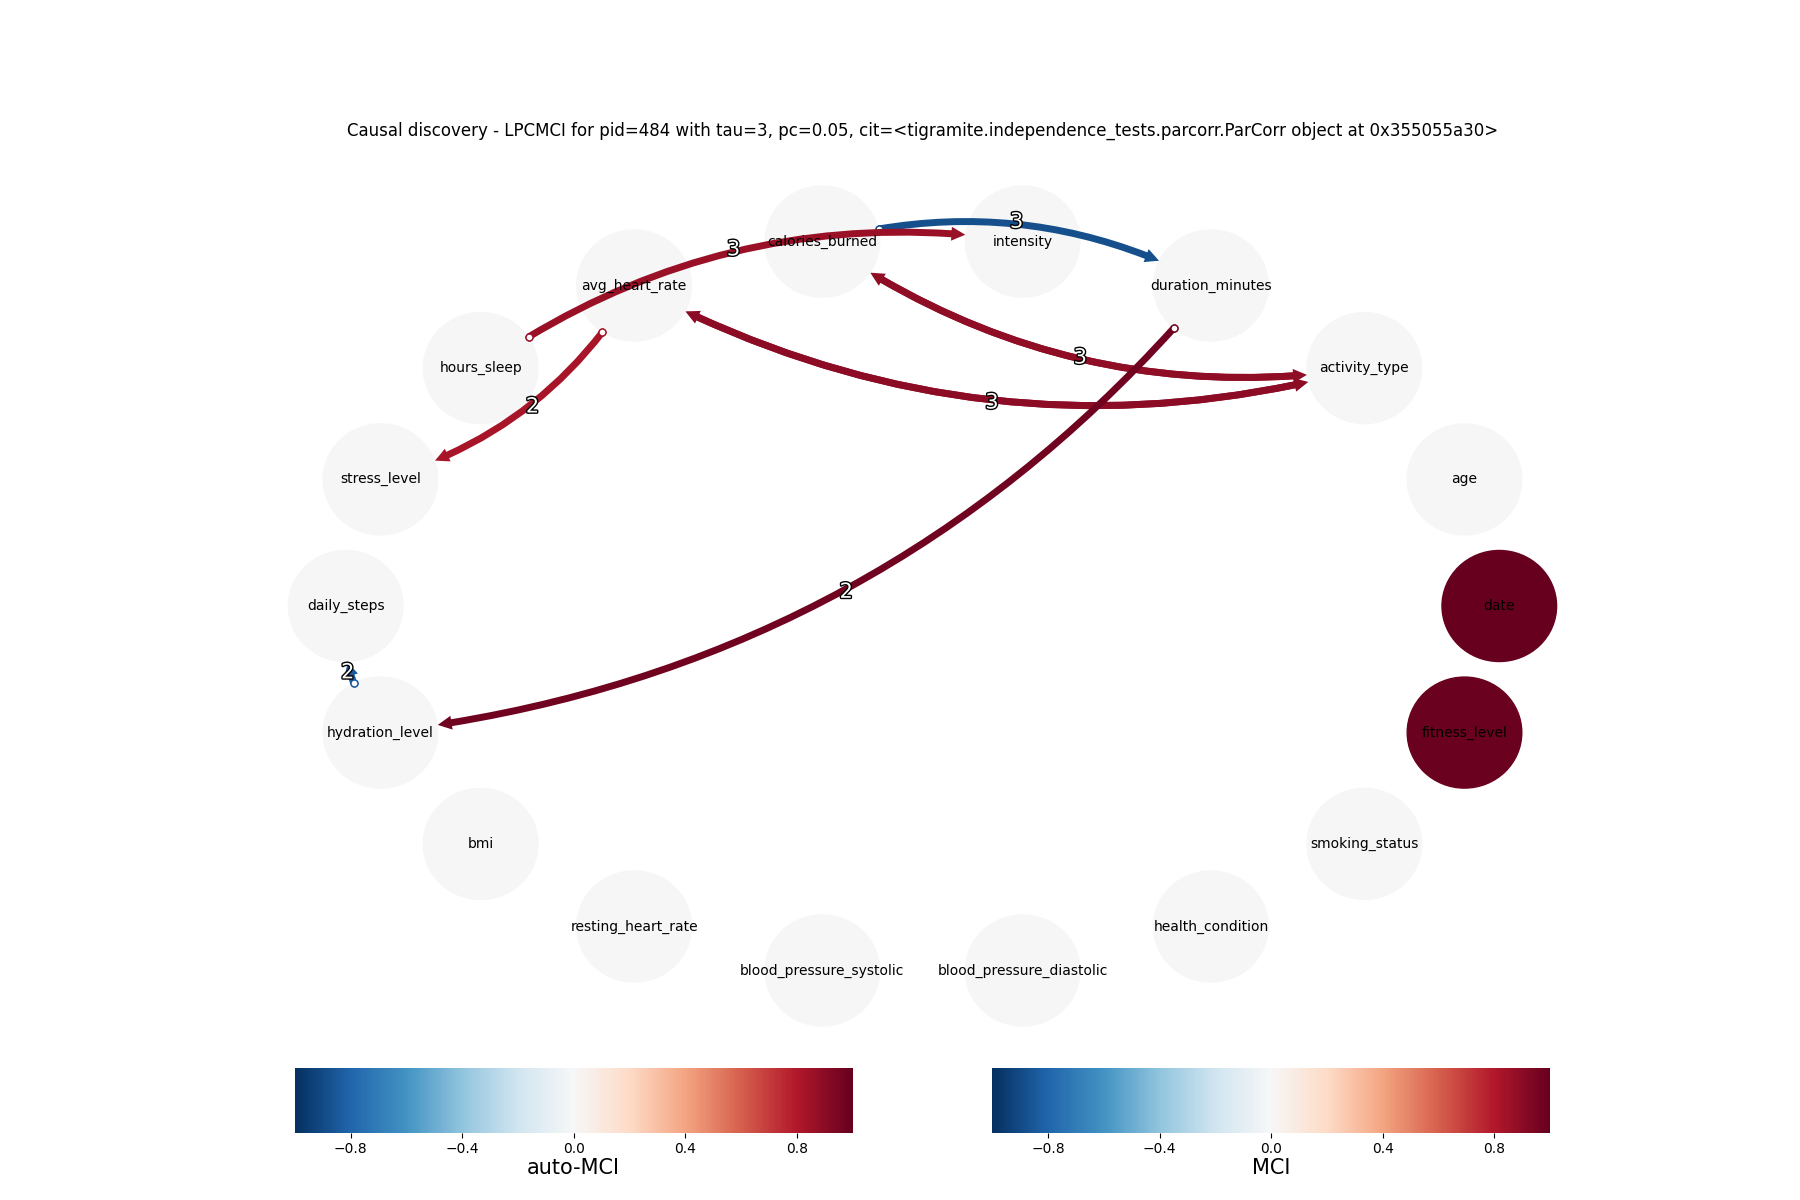 Causal discovery - LPCMCI for pid=484 with tau=3, pc=0.05, cit=<tigramite.independence_tests.parcorr.ParCorr object at 0x355055a30>
3
3
calories_burned
intensity
avg_heart_rate
duration_minutes
3
hours_sleep
activity_type
2
3
stress_level
age
2
daily_steps
date
2
hydration_level
fitness_level
bmi
smoking_status
resting_heart_rate
health_condition
blood_pressure_systolic
blood_pressure_diastolic
−0.8 −0.4 0.0 0.4 0.8
auto-MCI
−0.8 −0.4 0.0 0.4 0.8
MCI